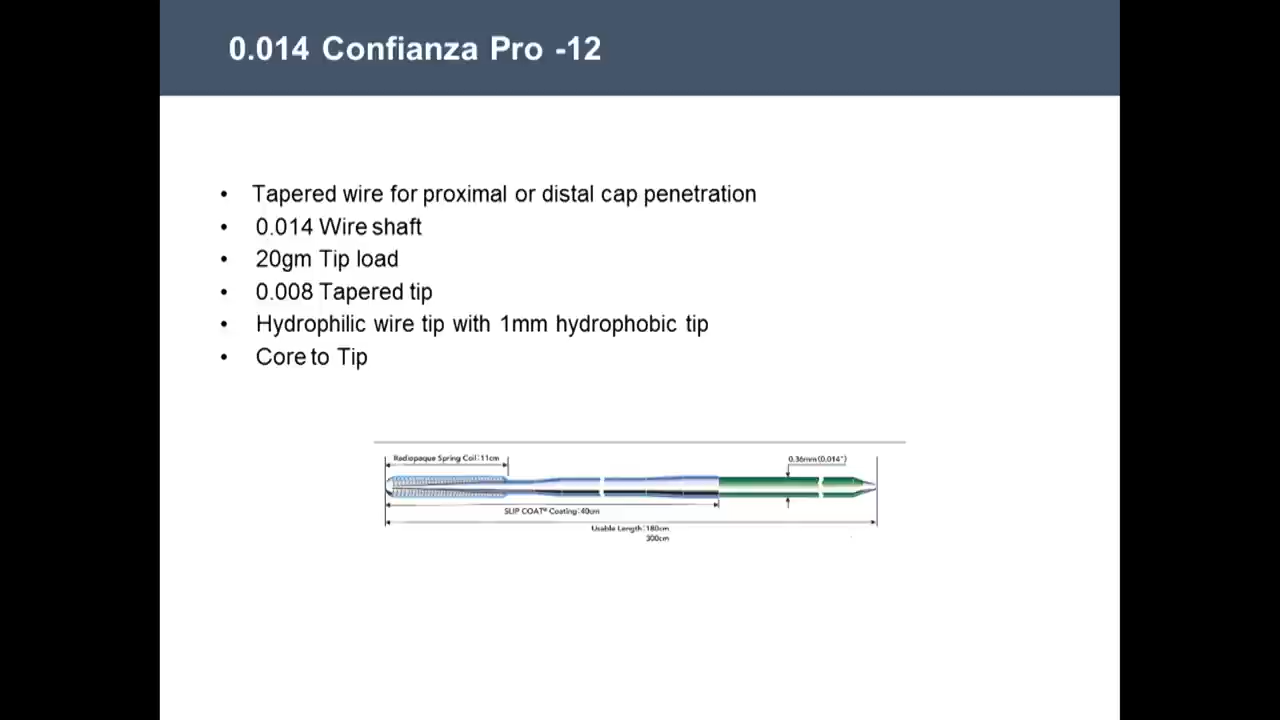 0.014 Confianza Pro -12
• Tapered wire for proximal or distal cap penetration
• 0.014 Wire shaft
• 20gm Tip load
• 0.008 Tapered tip
• Hydrophilic wire tip with 1mm hydrophobic tip
• Core to Tip
Radiopaque Spring Coil:11cm
0.36mm(0.014")
SLIP COAT® Coating:40cm
Usable Length:180cm
300cm